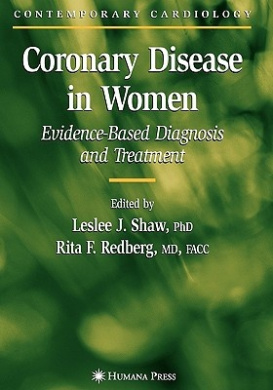 CONTEMPORARY CARDIOLOGY
Coronary Disease
in Women
Evidence-Based Diagnosis
and Treatment
Edited by
Leslee J. Shaw, PhD
Rita F. Redberg, MD, FACC
HUMANA PRESS